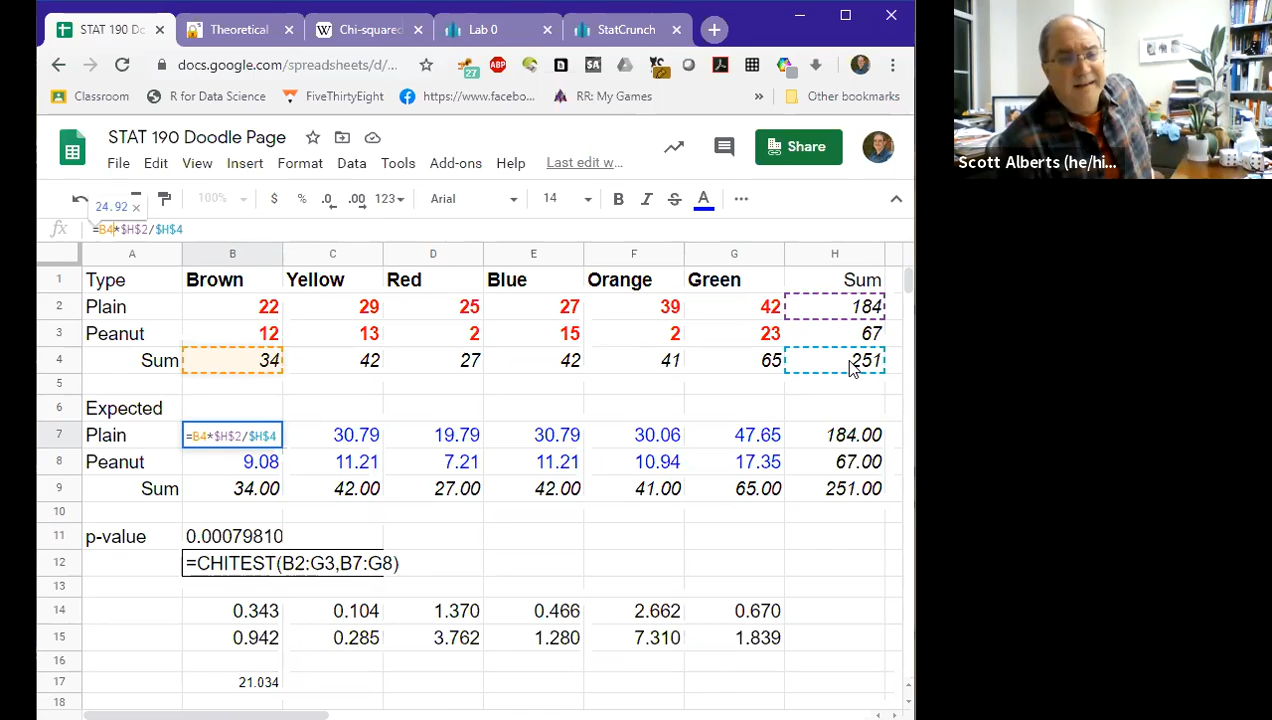 STAT 190 Dc
Theoretical
Chi-squared
Lab 0
StatCrunch
docs.google.com/spreadsheets/d/...
ABP
27
Classroom
R for Data Science
FiveThirtyEight
https://www.facebo...
RR: My Games
»
Other bookmarks
STAT 190 Doodle Page
File Edit View Insert Format Data Tools Add-ons Help Last edit w...
Share
100% $ % .0 .00 123 Arial 14 B I S A
24.92 ×
fx =B4*$H$2/$H$4
A B C D E F G H
1 Type Brown Yellow Red Blue Orange Green Sum
2 Plain 22 29 25 27 39 42 184
3 Peanut 12 13 2 15 2 23 67
4 Sum 34 42 27 42 41 65 251
5
6 Expected
7 Plain =B4*$H$2/$H$4 30.79 19.79 30.79 30.06 47.65 184.00
8 Peanut 9.08 11.21 7.21 11.21 10.94 17.35 67.00
9 Sum 34.00 42.00 27.00 42.00 41.00 65.00 251.00
10
11 p-value 0.00079810
12 =CHITEST(B2:G3,B7:G8)
13
14 0.343 0.104 1.370 0.466 2.662 0.670
15 0.942 0.285 3.762 1.280 7.310 1.839
16
17 21.034
18
Scott Alberts (he/hi...